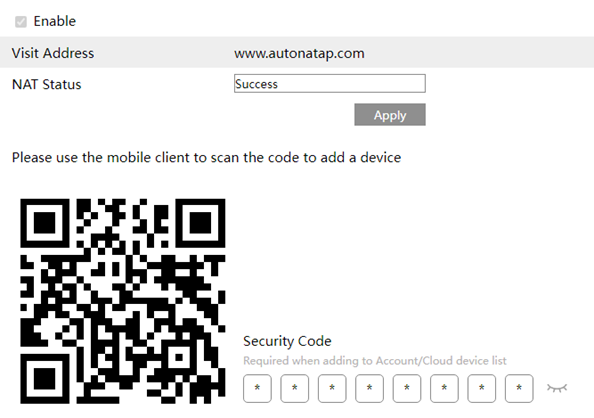 Enable
Visit Address www.autonatap.com
NAT Status Success
Apply
Please use the mobile client to scan the code to add a device
Security Code
Required when adding to Account/Cloud device list
* * * * * * * *